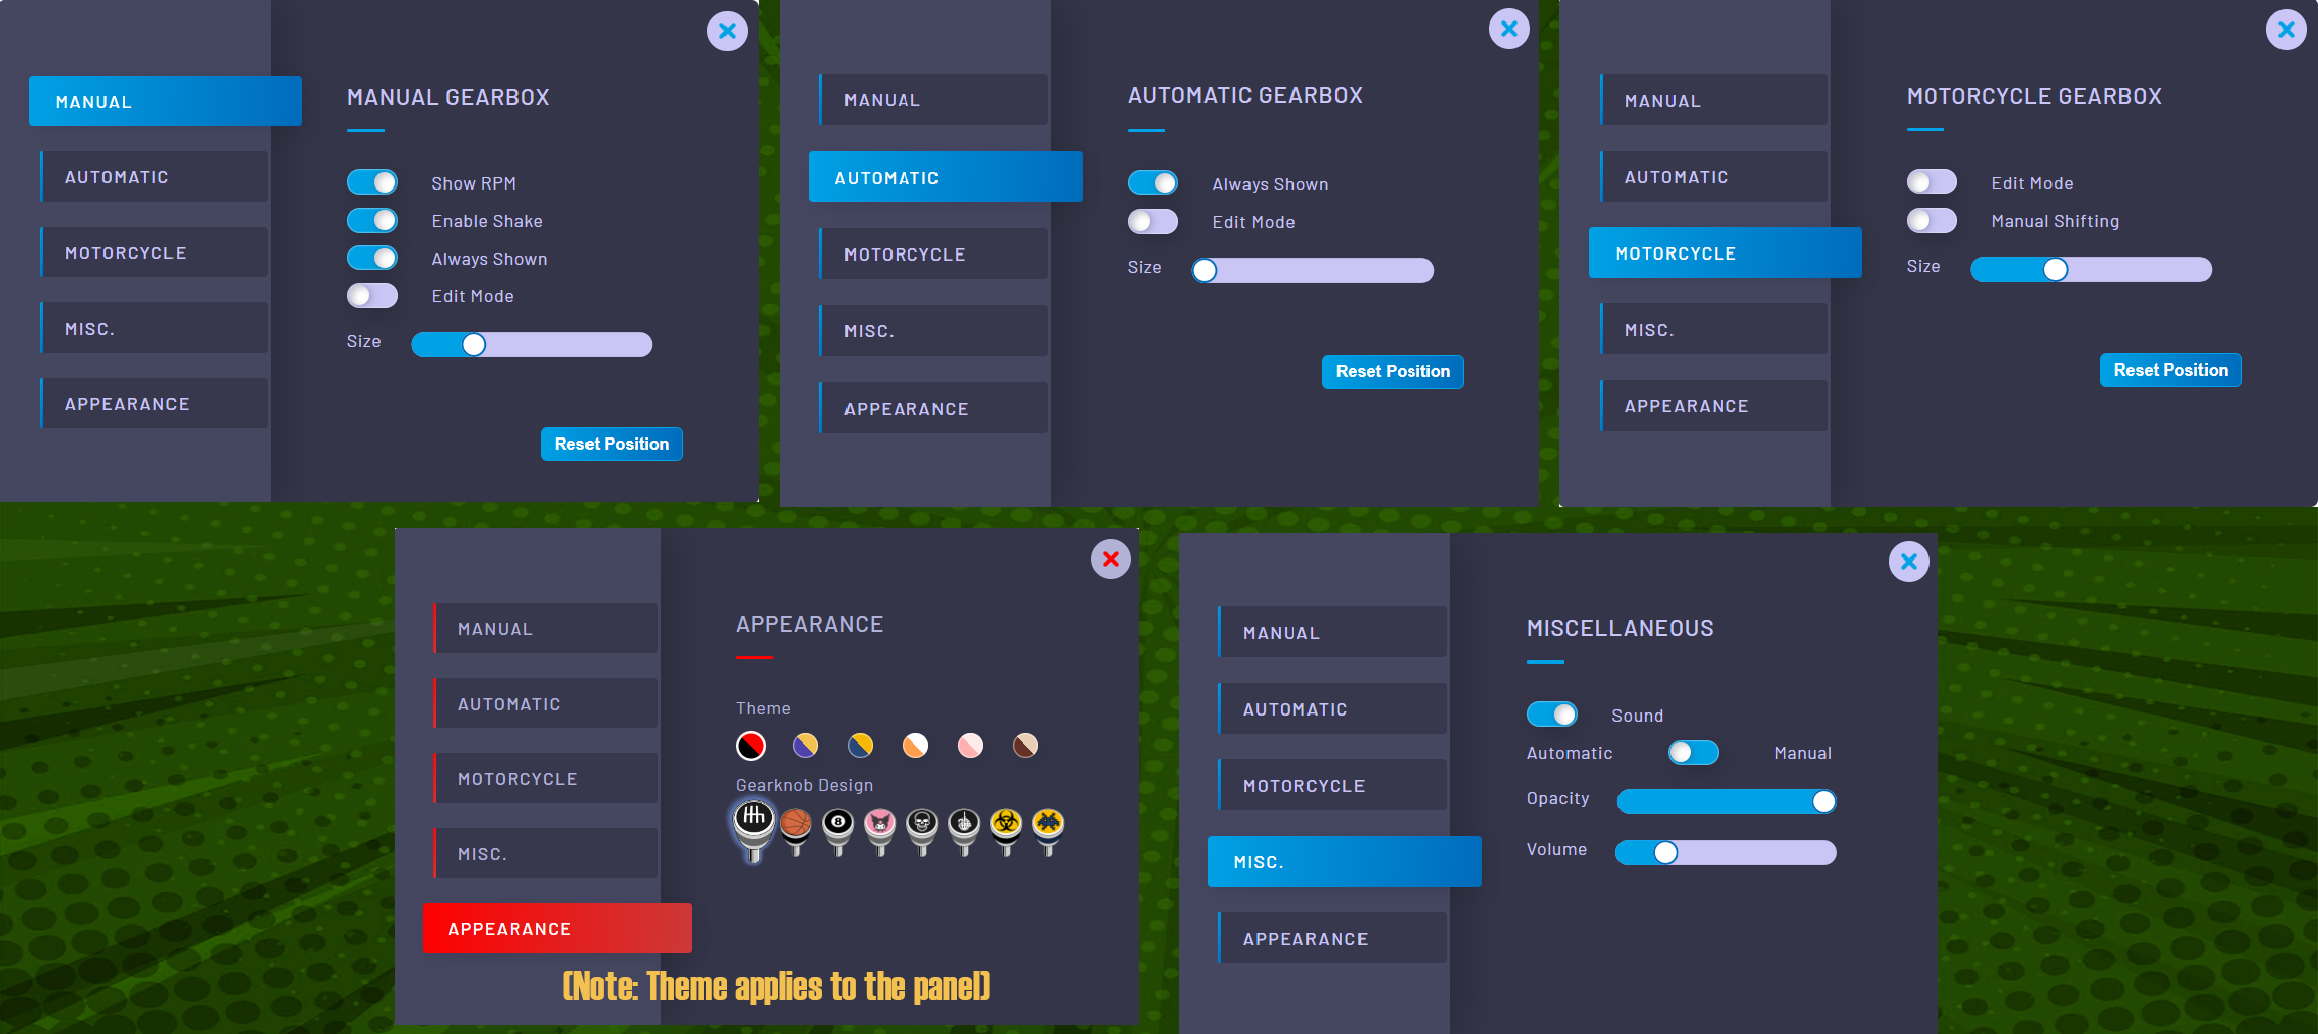 MANUAL
AUTOMATIC
MOTORCYCLE
MISC.
APPEARANCE
MANUAL GEARBOX
Show RPM
Enable Shake
Always Shown
Edit Mode
Size
Reset Position
MANUAL
AUTOMATIC
MOTORCYCLE
MISC.
APPEARANCE
AUTOMATIC GEARBOX
Always Shown
Edit Mode
Size
Reset Position
MANUAL
AUTOMATIC
MOTORCYCLE
MISC.
APPEARANCE
MOTORCYCLE GEARBOX
Edit Mode
Manual Shifting
Size
Reset Position
MANUAL
AUTOMATIC
MOTORCYCLE
MISC.
APPEARANCE
APPEARANCE
Theme
Gearknob Design
8
(Note: Theme applies to the panel)
MANUAL
AUTOMATIC
MOTORCYCLE
MISC.
APPEARANCE
MISCELLANEOUS
Sound
Automatic Manual
Opacity
Volume